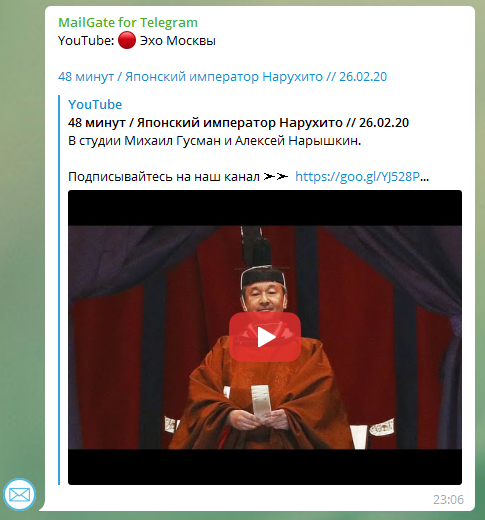 MailGate for Telegram
YouTube: 🔴 Эхо Москвы
48 минут / Японский император Нарухито // 26.02.20
YouTube
48 минут / Японский император Нарухито // 26.02.20
В студии Михаил Гусман и Алексей Нарышкин.
Подписывайтесь на наш канал ➣➣ https://goo.gl/YJ528P...
23:06